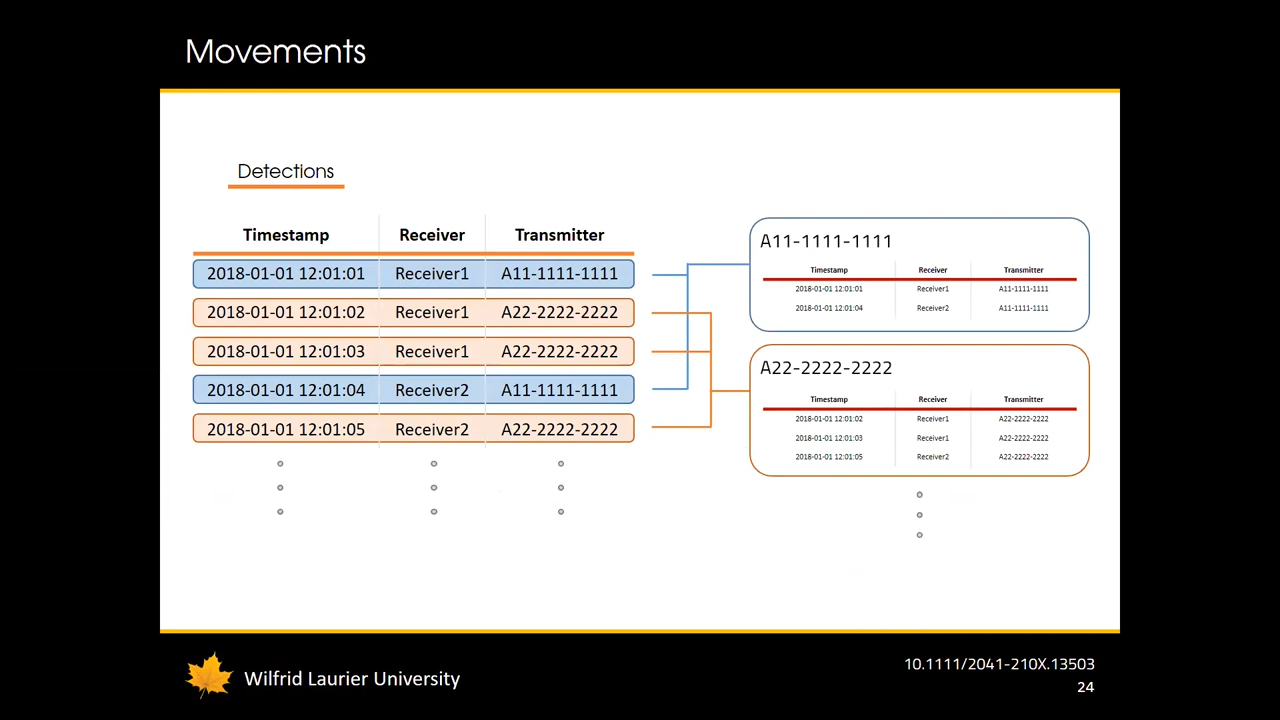 Movements
Detections
Timestamp Receiver Transmitter
2018-01-01 12:01:01 Receiver1 A11-1111-1111
2018-01-01 12:01:02 Receiver1 A22-2222-2222
2018-01-01 12:01:03 Receiver1 A22-2222-2222
2018-01-01 12:01:04 Receiver2 A11-1111-1111
2018-01-01 12:01:05 Receiver2 A22-2222-2222
A11-1111-1111
Timestamp Receiver Transmitter
2018-01-01 12:01:01 Receiver1 A11-1111-1111
2018-01-01 12:01:04 Receiver2 A11-1111-1111
A22-2222-2222
Timestamp Receiver Transmitter
2018-01-01 12:01:02 Receiver1 A22-2222-2222
2018-01-01 12:01:03 Receiver1 A22-2222-2222
2018-01-01 12:01:05 Receiver2 A22-2222-2222
Wilfrid Laurier University
10.1111/2041-210X.13503
24